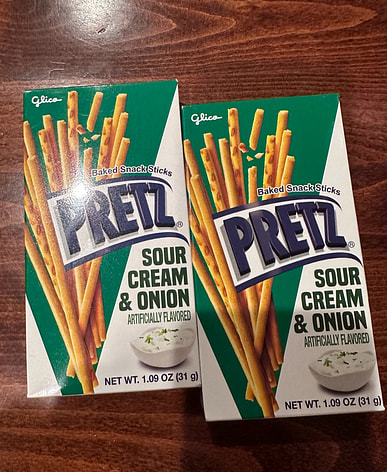 Glico
Baked Snack Sticks
PRETZ®
SOUR
CREAM
& ONION
ARTIFICIALLY FLAVORED
NET WT. 1.09 OZ (31 g)
Glico
Baked Snack Sticks
PRETZ®
SOUR
CREAM
& ONION
ARTIFICIALLY FLAVORED
NET WT. 1.09 OZ (31 g)